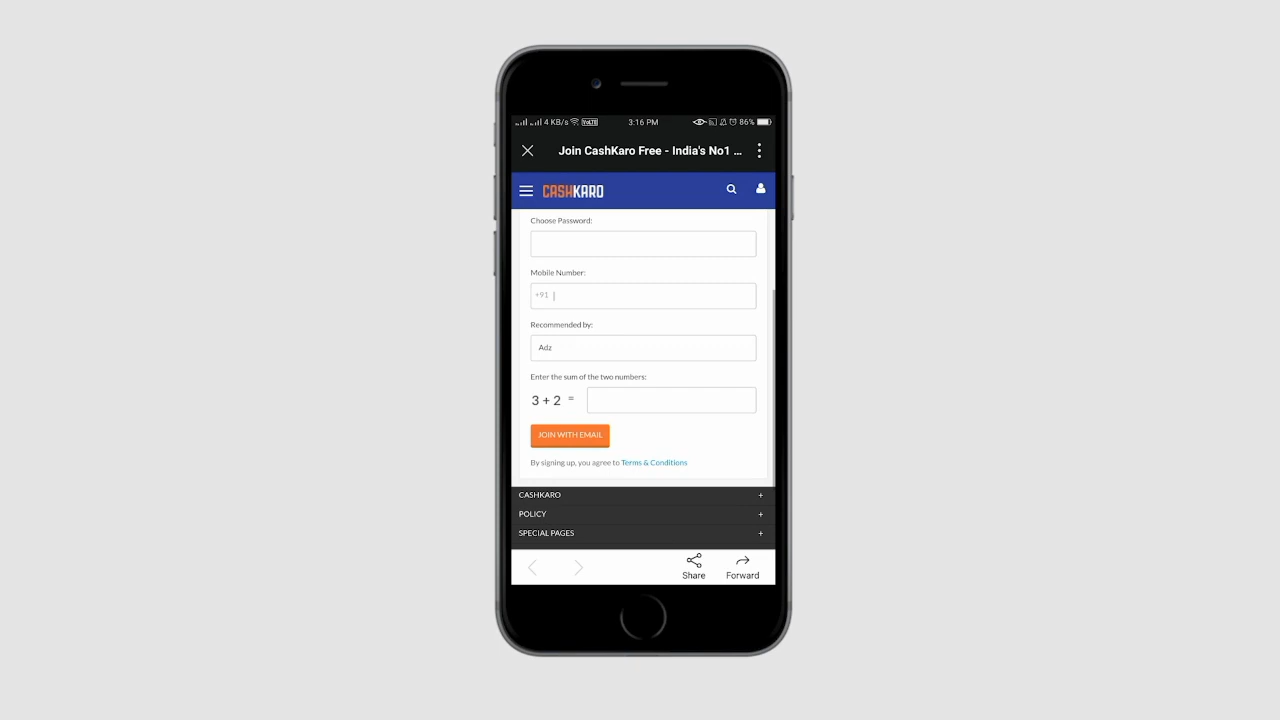 4 KB/s VoLTE 3:16 PM 86%
Join CashKaro Free - India's No1 ...
CASHKARO
Choose Password:
Mobile Number:
+91
Recommended by:
Adz
Enter the sum of the two numbers:
3 + 2 =
JOIN WITH EMAIL
By signing up, you agree to Terms & Conditions
CASHKARO +
POLICY +
SPECIAL PAGES +
Share Forward